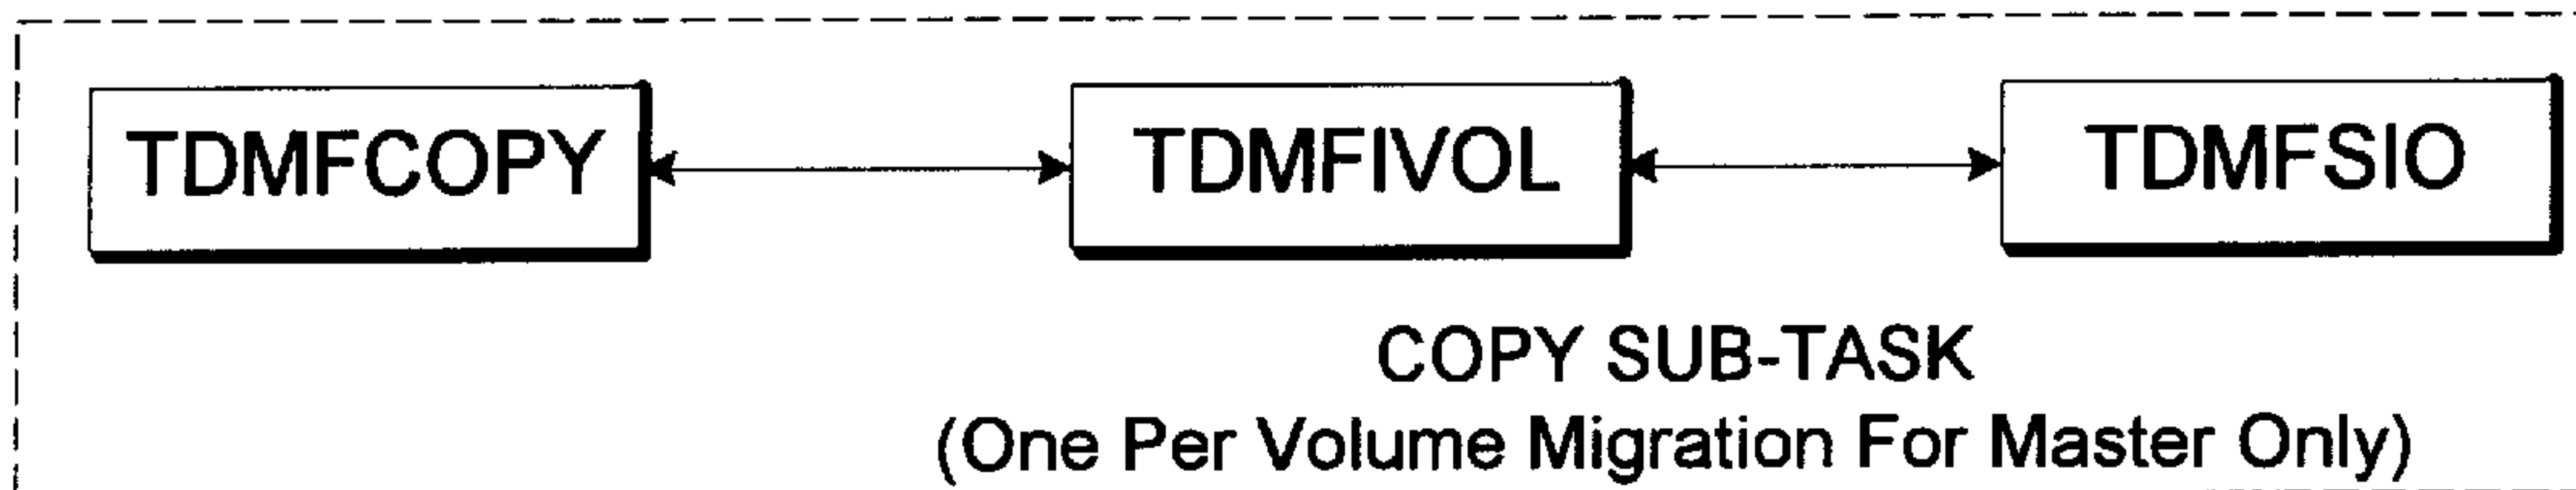 TDMFCOPY TDMFIVOL TDMFSIO
COPY SUB-TASK
(One Per Volume Migration For Master Only)